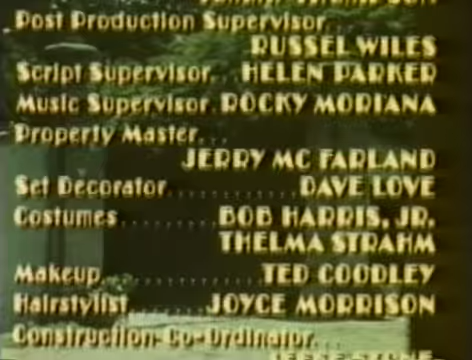 Post Production Supervisor
RUSSEL WILES
Script Supervisor... HELEN PARKER
Music Supervisor. ROCKY MORIANA
Property Master...
JERRY MC FARLAND
Set Decorator............DAVE LOVE
Costumes.........BOB HARRIS, JR.
THELMA STRAHM
Makeup.............TED COODLEY
Hairstylist.......JOYCE MORRISON
Construction Co-Ordinator...